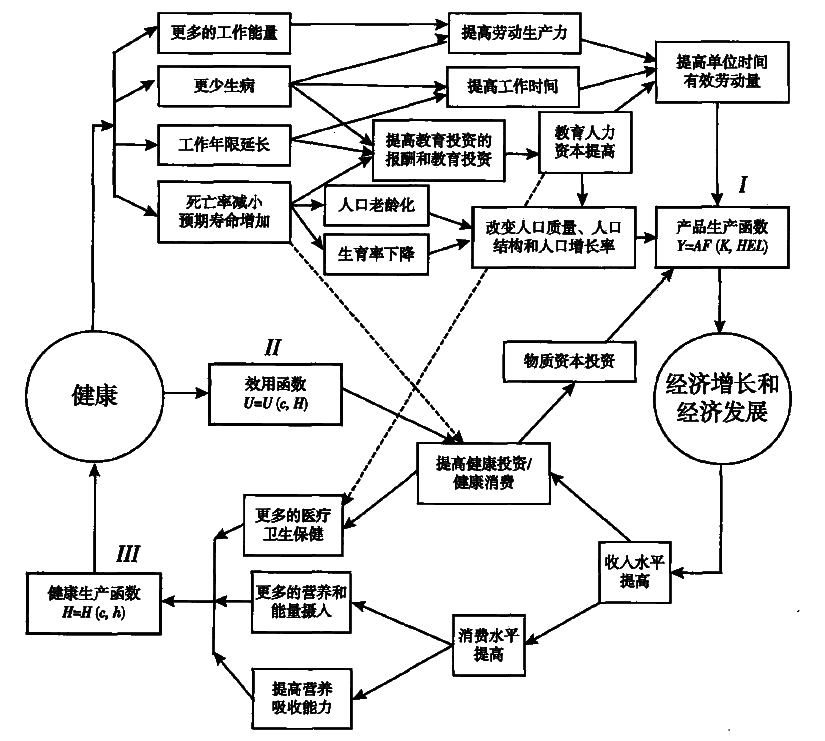 更多的工作能量
提高劳动生产力
提高单位时间
有效劳动量
更少生病
提高工作时间
工作年限延长
提高教育投资的
报酬和教育投资
教育人力
资本提高
死亡率减小
预期寿命增加
人口老龄化
生育率下降
改变人口质量、人口
结构和人口增长率
I
产品生产函数
Y=AF (K, HEL)
健康
II
效用函数
U=U (c, H)
物质资本投资
经济增长和
经济发展
提高健康投资/
健康消费
更多的医疗
卫生保健
收入水平
提高
III
健康生产函数
H=H (c, h)
更多的营养和
能量摄入
消费水平
提高
提高营养
吸收能力